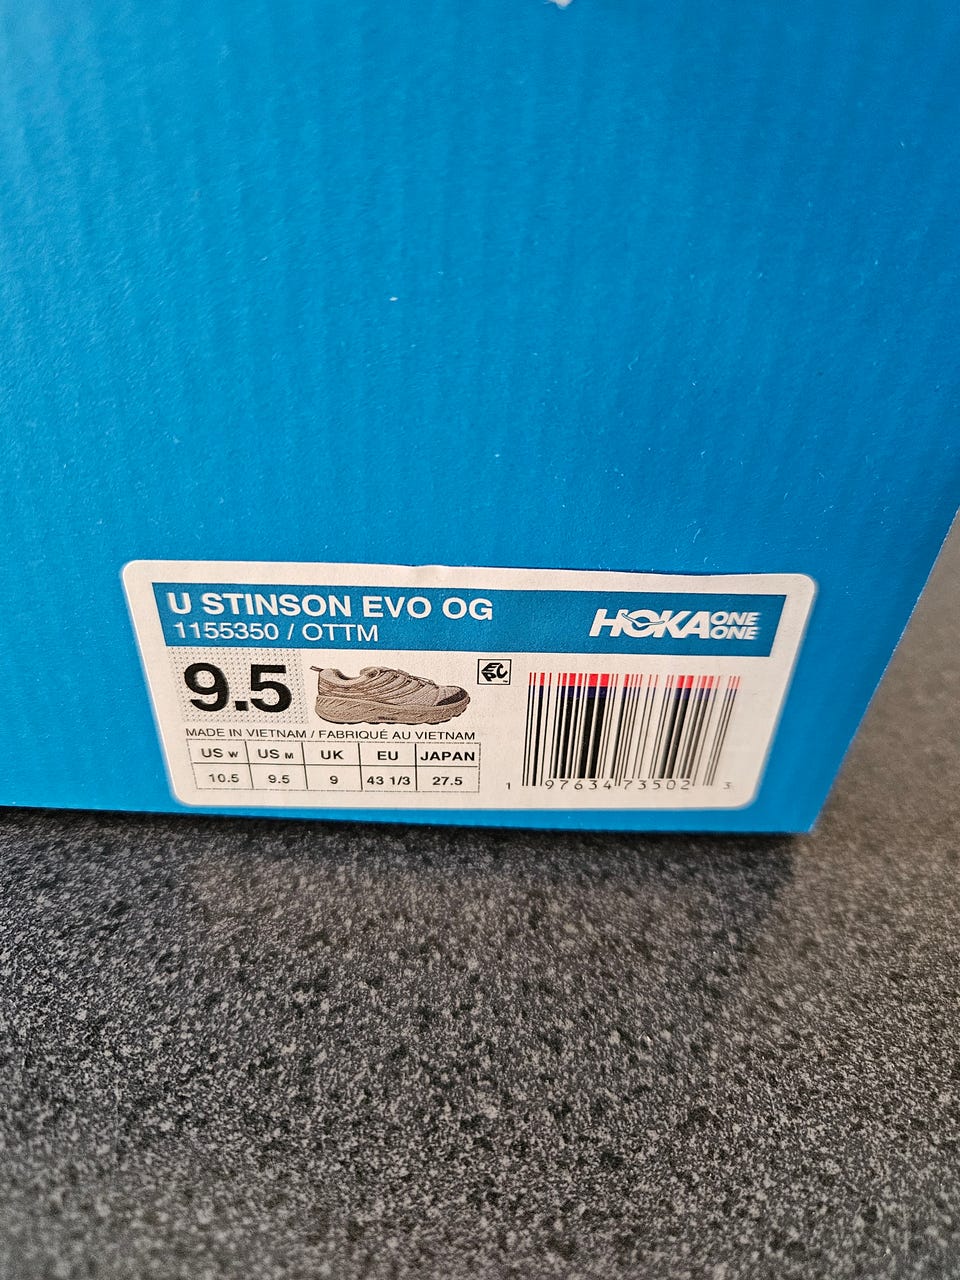 U STINSON EVO OG
1155350 / OTTM
HOKA ONE ONE
9.5
EPC
MADE IN VIETNAM / FABRIQUÉ AU VIETNAM
US W US M UK EU JAPAN
10.5 9.5 9 43 1/3 27.5
1 97634 73502 3